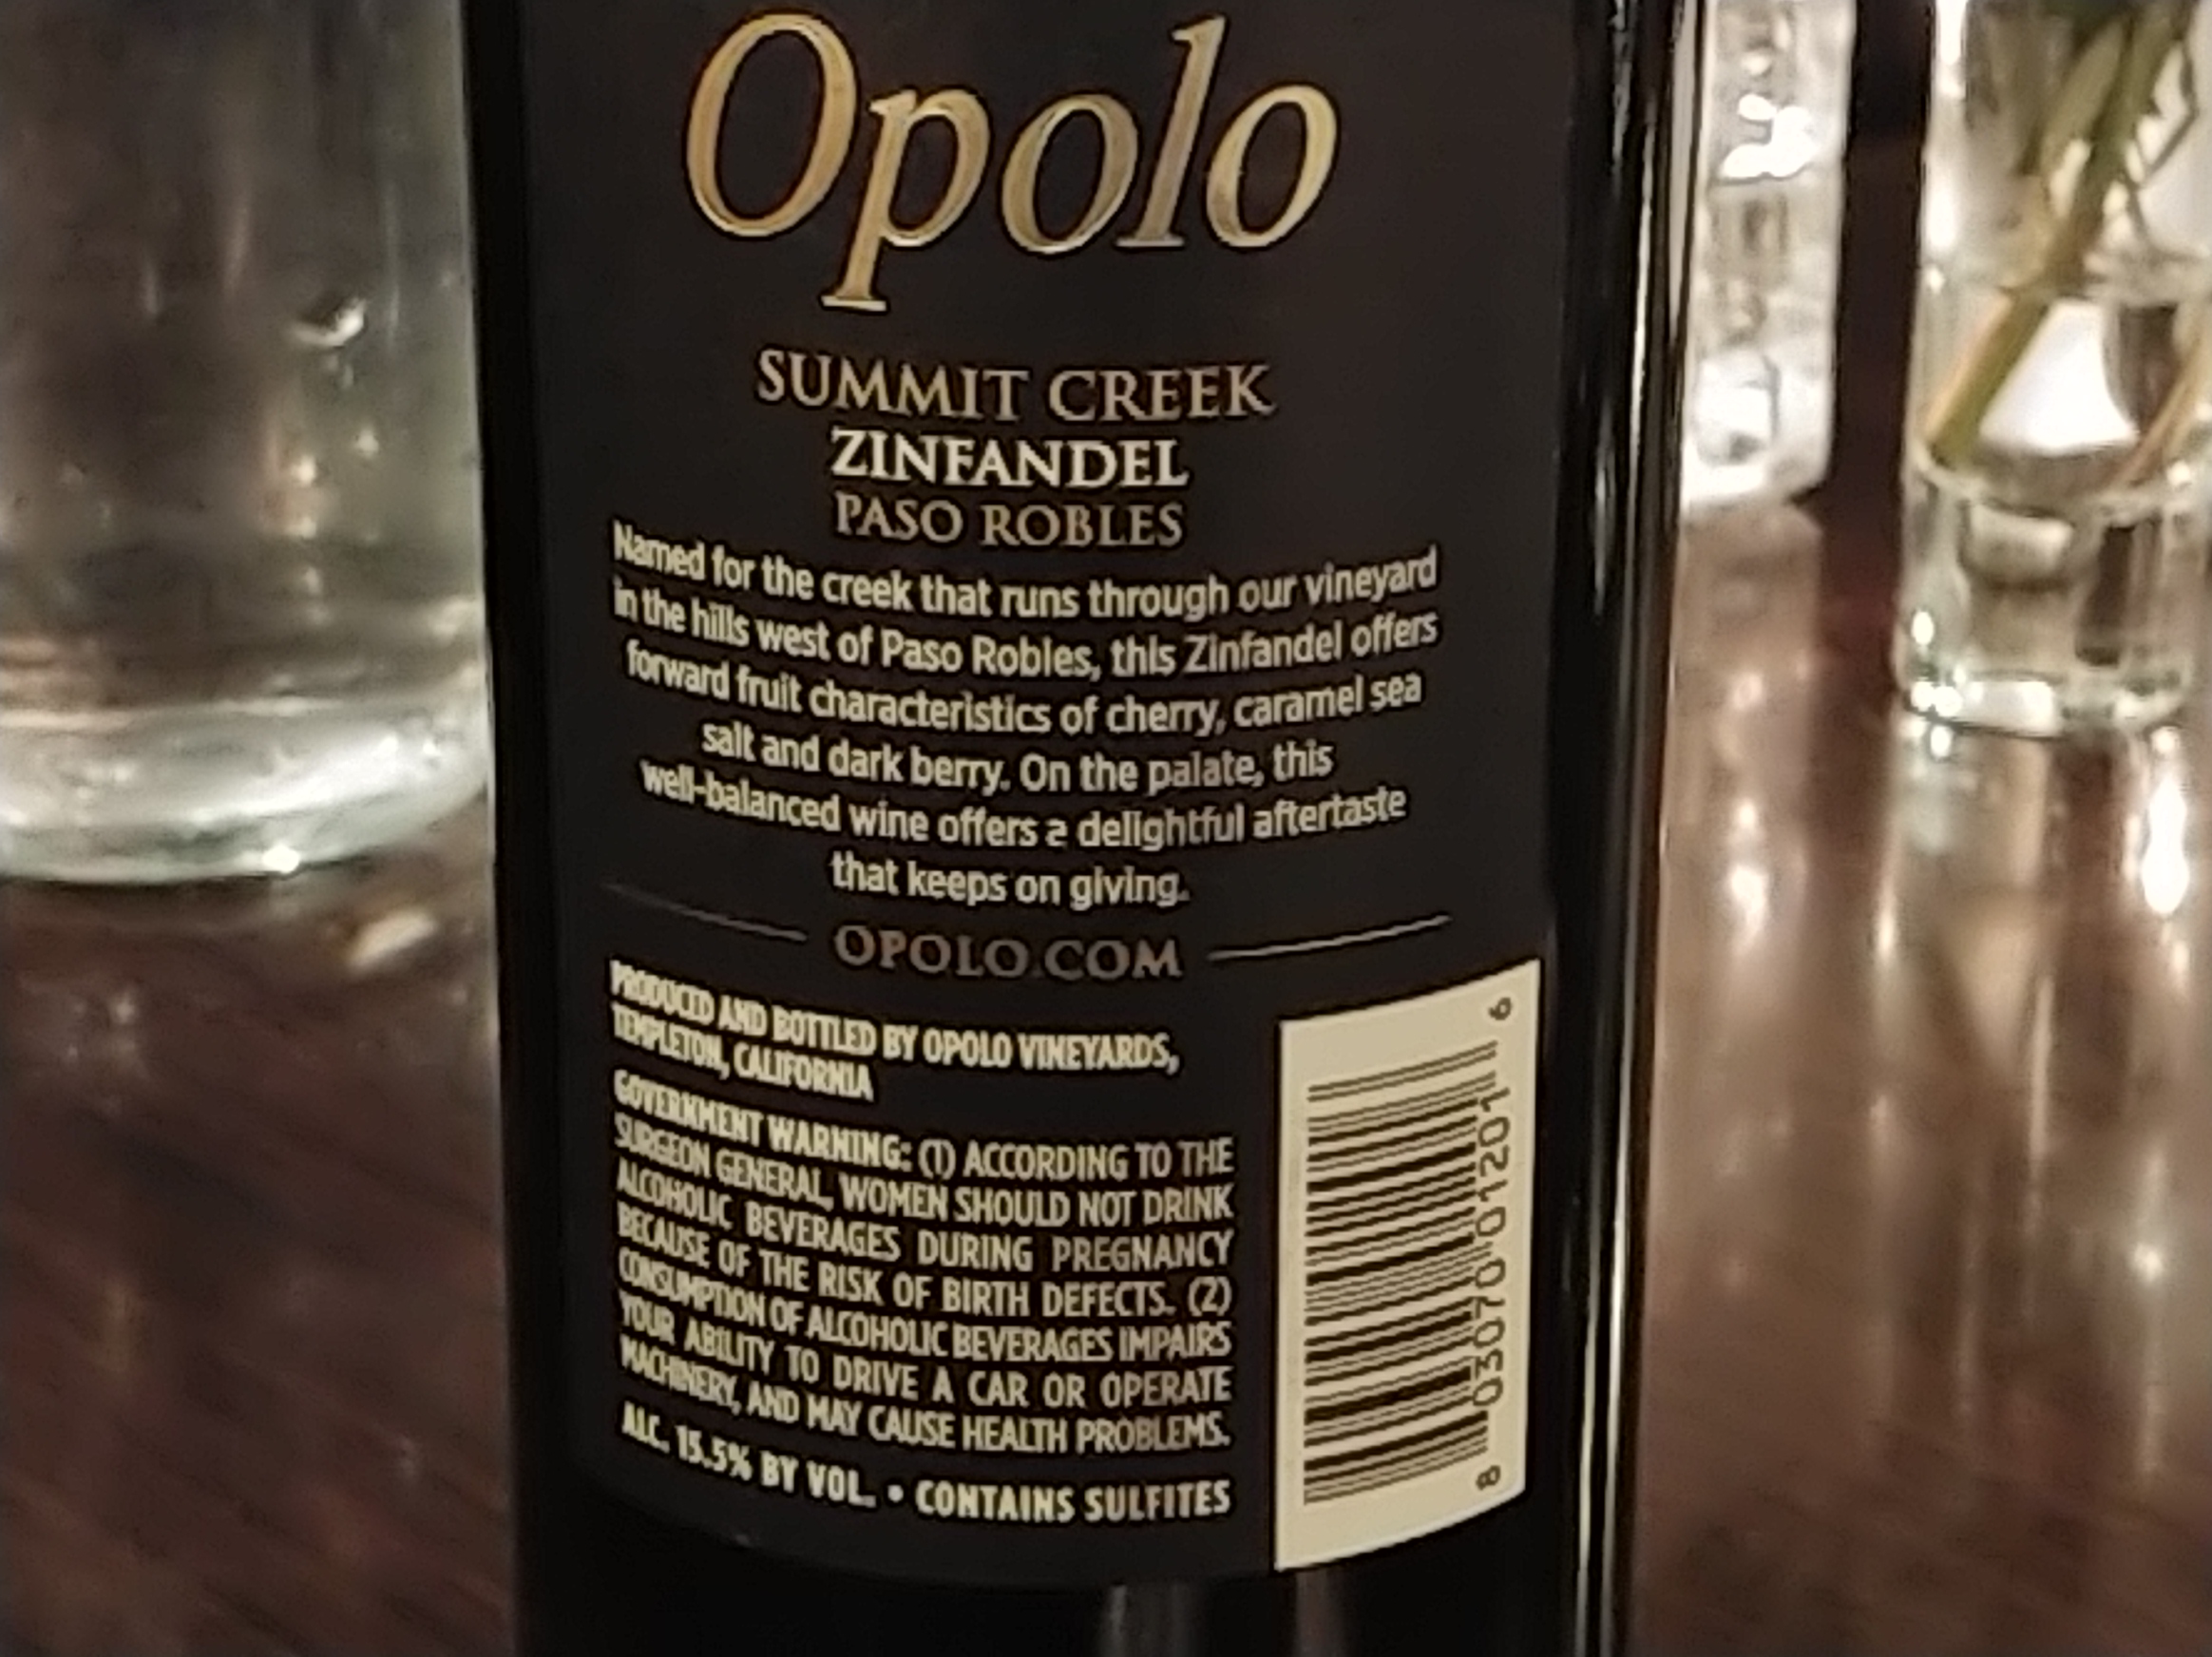 Opolo
SUMMIT CREEK
ZINFANDEL
PASO ROBLES
Named for the creek that runs through our vineyard
in the hills west of Paso Robles, this Zinfandel offers
forward fruit characteristics of cherry, caramel sea
salt and dark berry. On the palate, this
well-balanced wine offers a delightful aftertaste
that keeps on giving.
OPOLO.COM
PRODUCED AND BOTTLED BY OPOLO VINEYARDS,
TEMPLETON, CALIFORNIA
GOVERNMENT WARNING: (1) ACCORDING TO THE
SURGEON GENERAL, WOMEN SHOULD NOT DRINK
ALCOHOLIC BEVERAGES DURING PREGNANCY
BECAUSE OF THE RISK OF BIRTH DEFECTS. (2)
CONSUMPTION OF ALCOHOLIC BEVERAGES IMPAIRS
YOUR ABILITY TO DRIVE A CAR OR OPERATE
MACHINERY, AND MAY CAUSE HEALTH PROBLEMS.
ALC. 15.5% BY VOL. • CONTAINS SULFITES
8 03070 01201 6